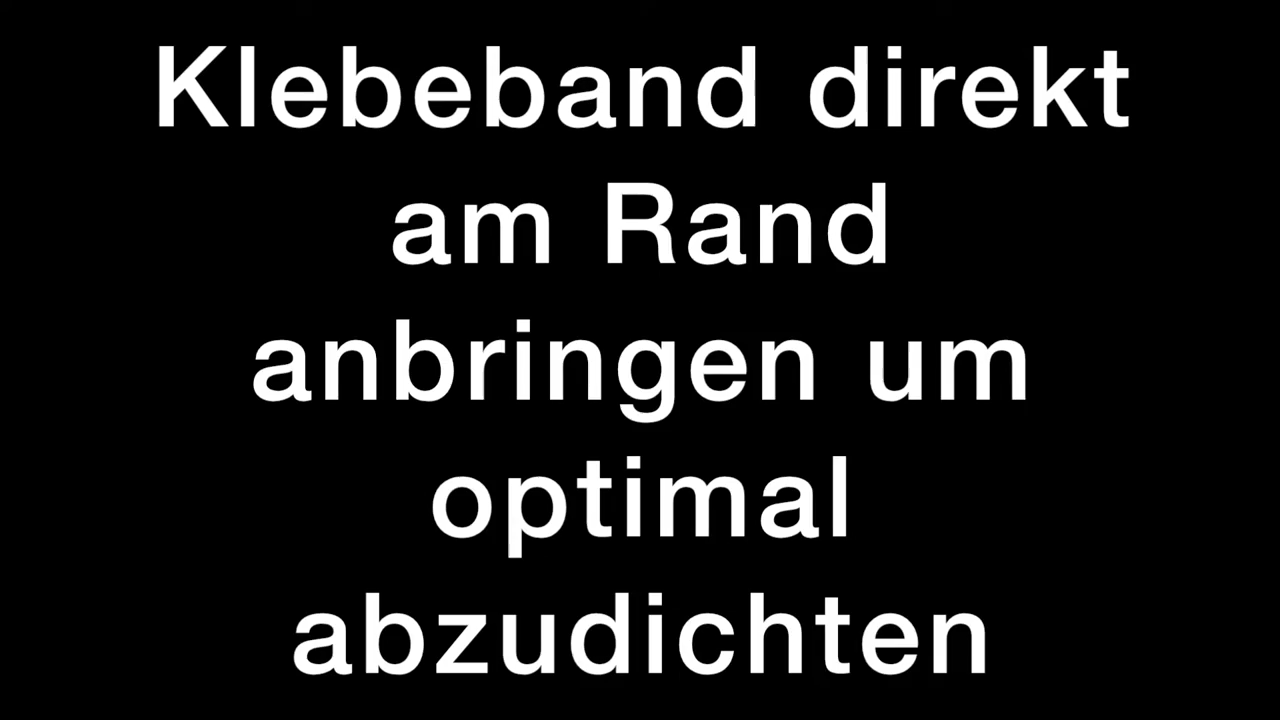 Klebeband direkt
am Rand
anbringen um
optimal
abzudichten